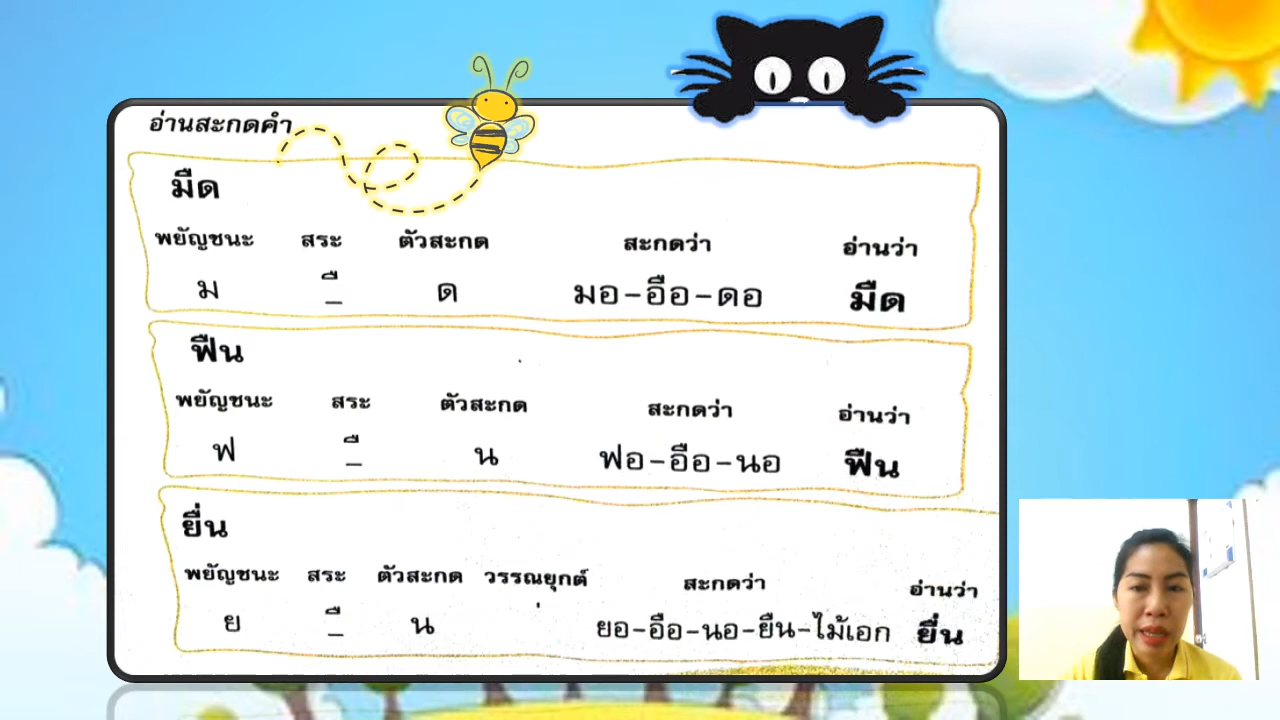 อ่านสะกดคำ
มืด
พยัญชนะ สระ ตัวสะกด สะกดว่า อ่านว่า
ม –ื ด มอ–อือ–ดอ มืด
ฟืน
พยัญชนะ สระ ตัวสะกด สะกดว่า อ่านว่า
ฟ –ื น ฟอ–อือ–นอ ฟืน
ยื่น
พยัญชนะ สระ ตัวสะกด วรรณยุกต์ สะกดว่า อ่านว่า
ย –ื น ่ ยอ–อือ–นอ–ยืน–ไม้เอก ยื่น